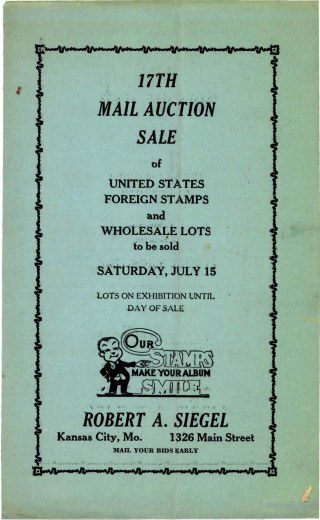 17TH
MAIL AUCTION
SALE
of
UNITED STATES
FOREIGN STAMPS
and
WHOLESALE LOTS
to be sold
SATURDAY, JULY 15
LOTS ON EXHIBITION UNTIL
DAY OF SALE
OUR
STAMPS
MAKE YOUR ALBUM
SMILE
ROBERT A. SIEGEL
Kansas City, Mo. 1326 Main Street
MAIL YOUR BIDS EARLY